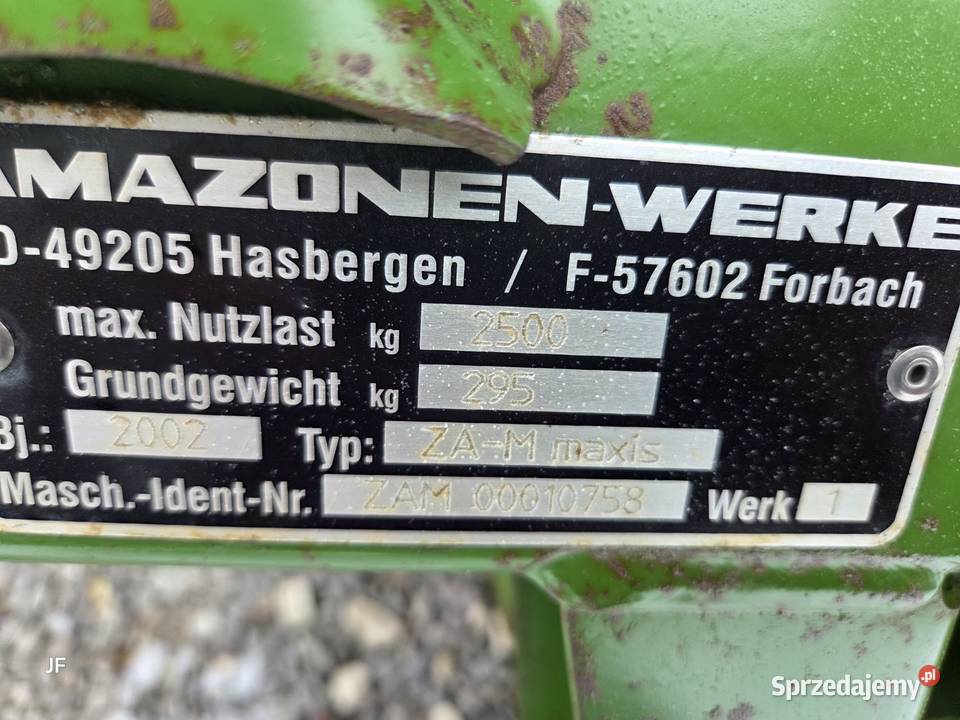 AMAZONEN-WERKE
D-49205 Hasbergen / F-57602 Forbach
max. Nutzlast kg 2500
Grundgewicht kg 295
Bj.: 2002 Typ: ZA-M maxis
Masch.-Ident-Nr. ZAM 00010758 Werk 1
JF
Sprzedajemy.pl